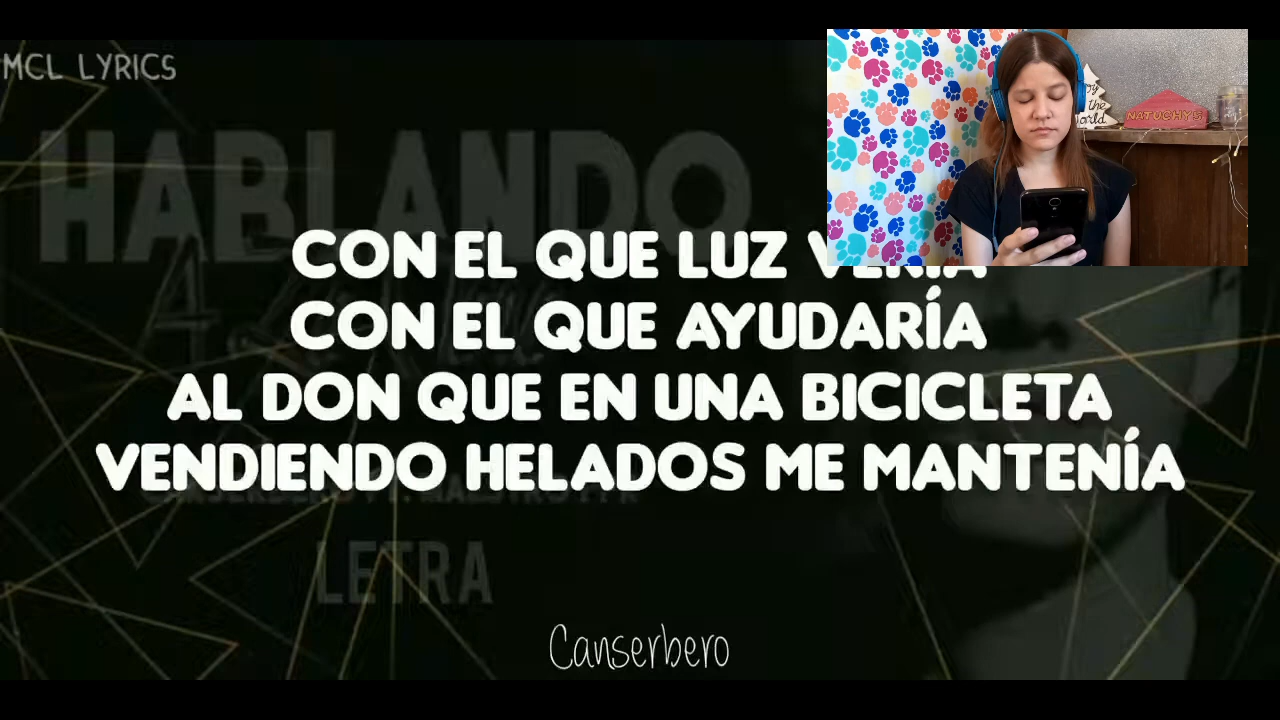 MCL LYRICS
HABLANDO
CON EL QUE LUZ VENÍA
CON EL QUE AYUDARÍA
AL DON QUE EN UNA BICICLETA
VENDIENDO HELADOS ME MANTENÍA
LETRA
Canserbero
the
NATUCHYS